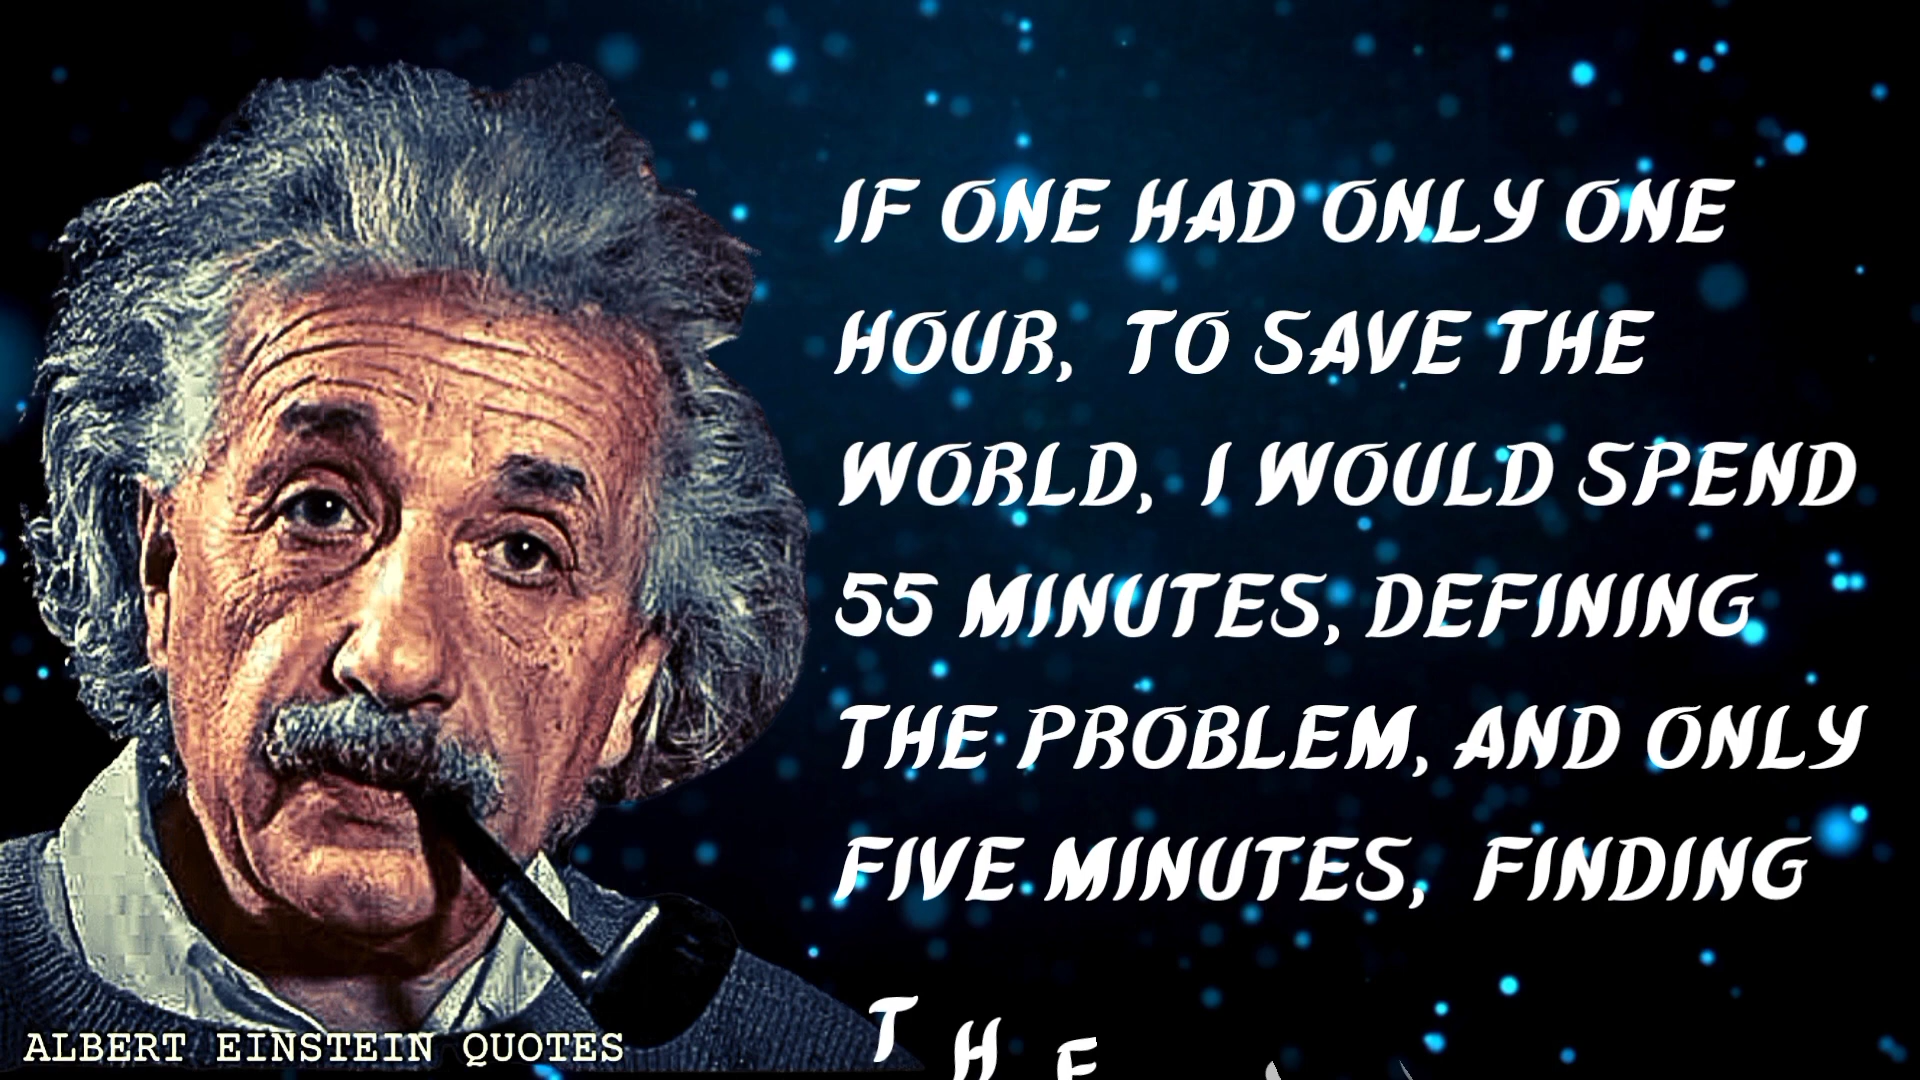 IF ONE HAD ONLY ONE
HOUR, TO SAVE THE
WORLD, I WOULD SPEND
55 MINUTES, DEFINING
THE PROBLEM, AND ONLY
FIVE MINUTES, FINDING
THE
ALBERT EINSTEIN QUOTES